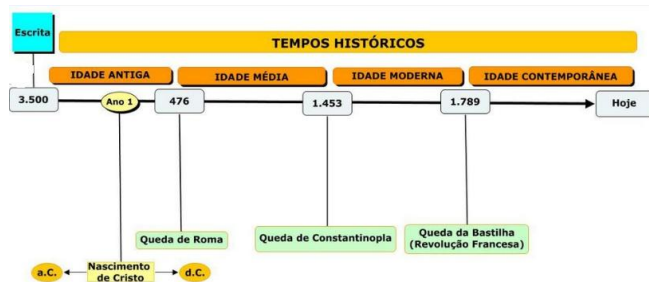 Escrita
TEMPOS HISTÓRICOS
IDADE ANTIGA
IDADE MÉDIA
IDADE MODERNA
IDADE CONTEMPORÂNEA
3.500
Ano 1
476
1.453
1.789
Hoje
Queda de Roma
Queda de Constantinopla
Queda da Bastilha
(Revolução Francesa)
a.C.
Nascimento
de Cristo
d.C.